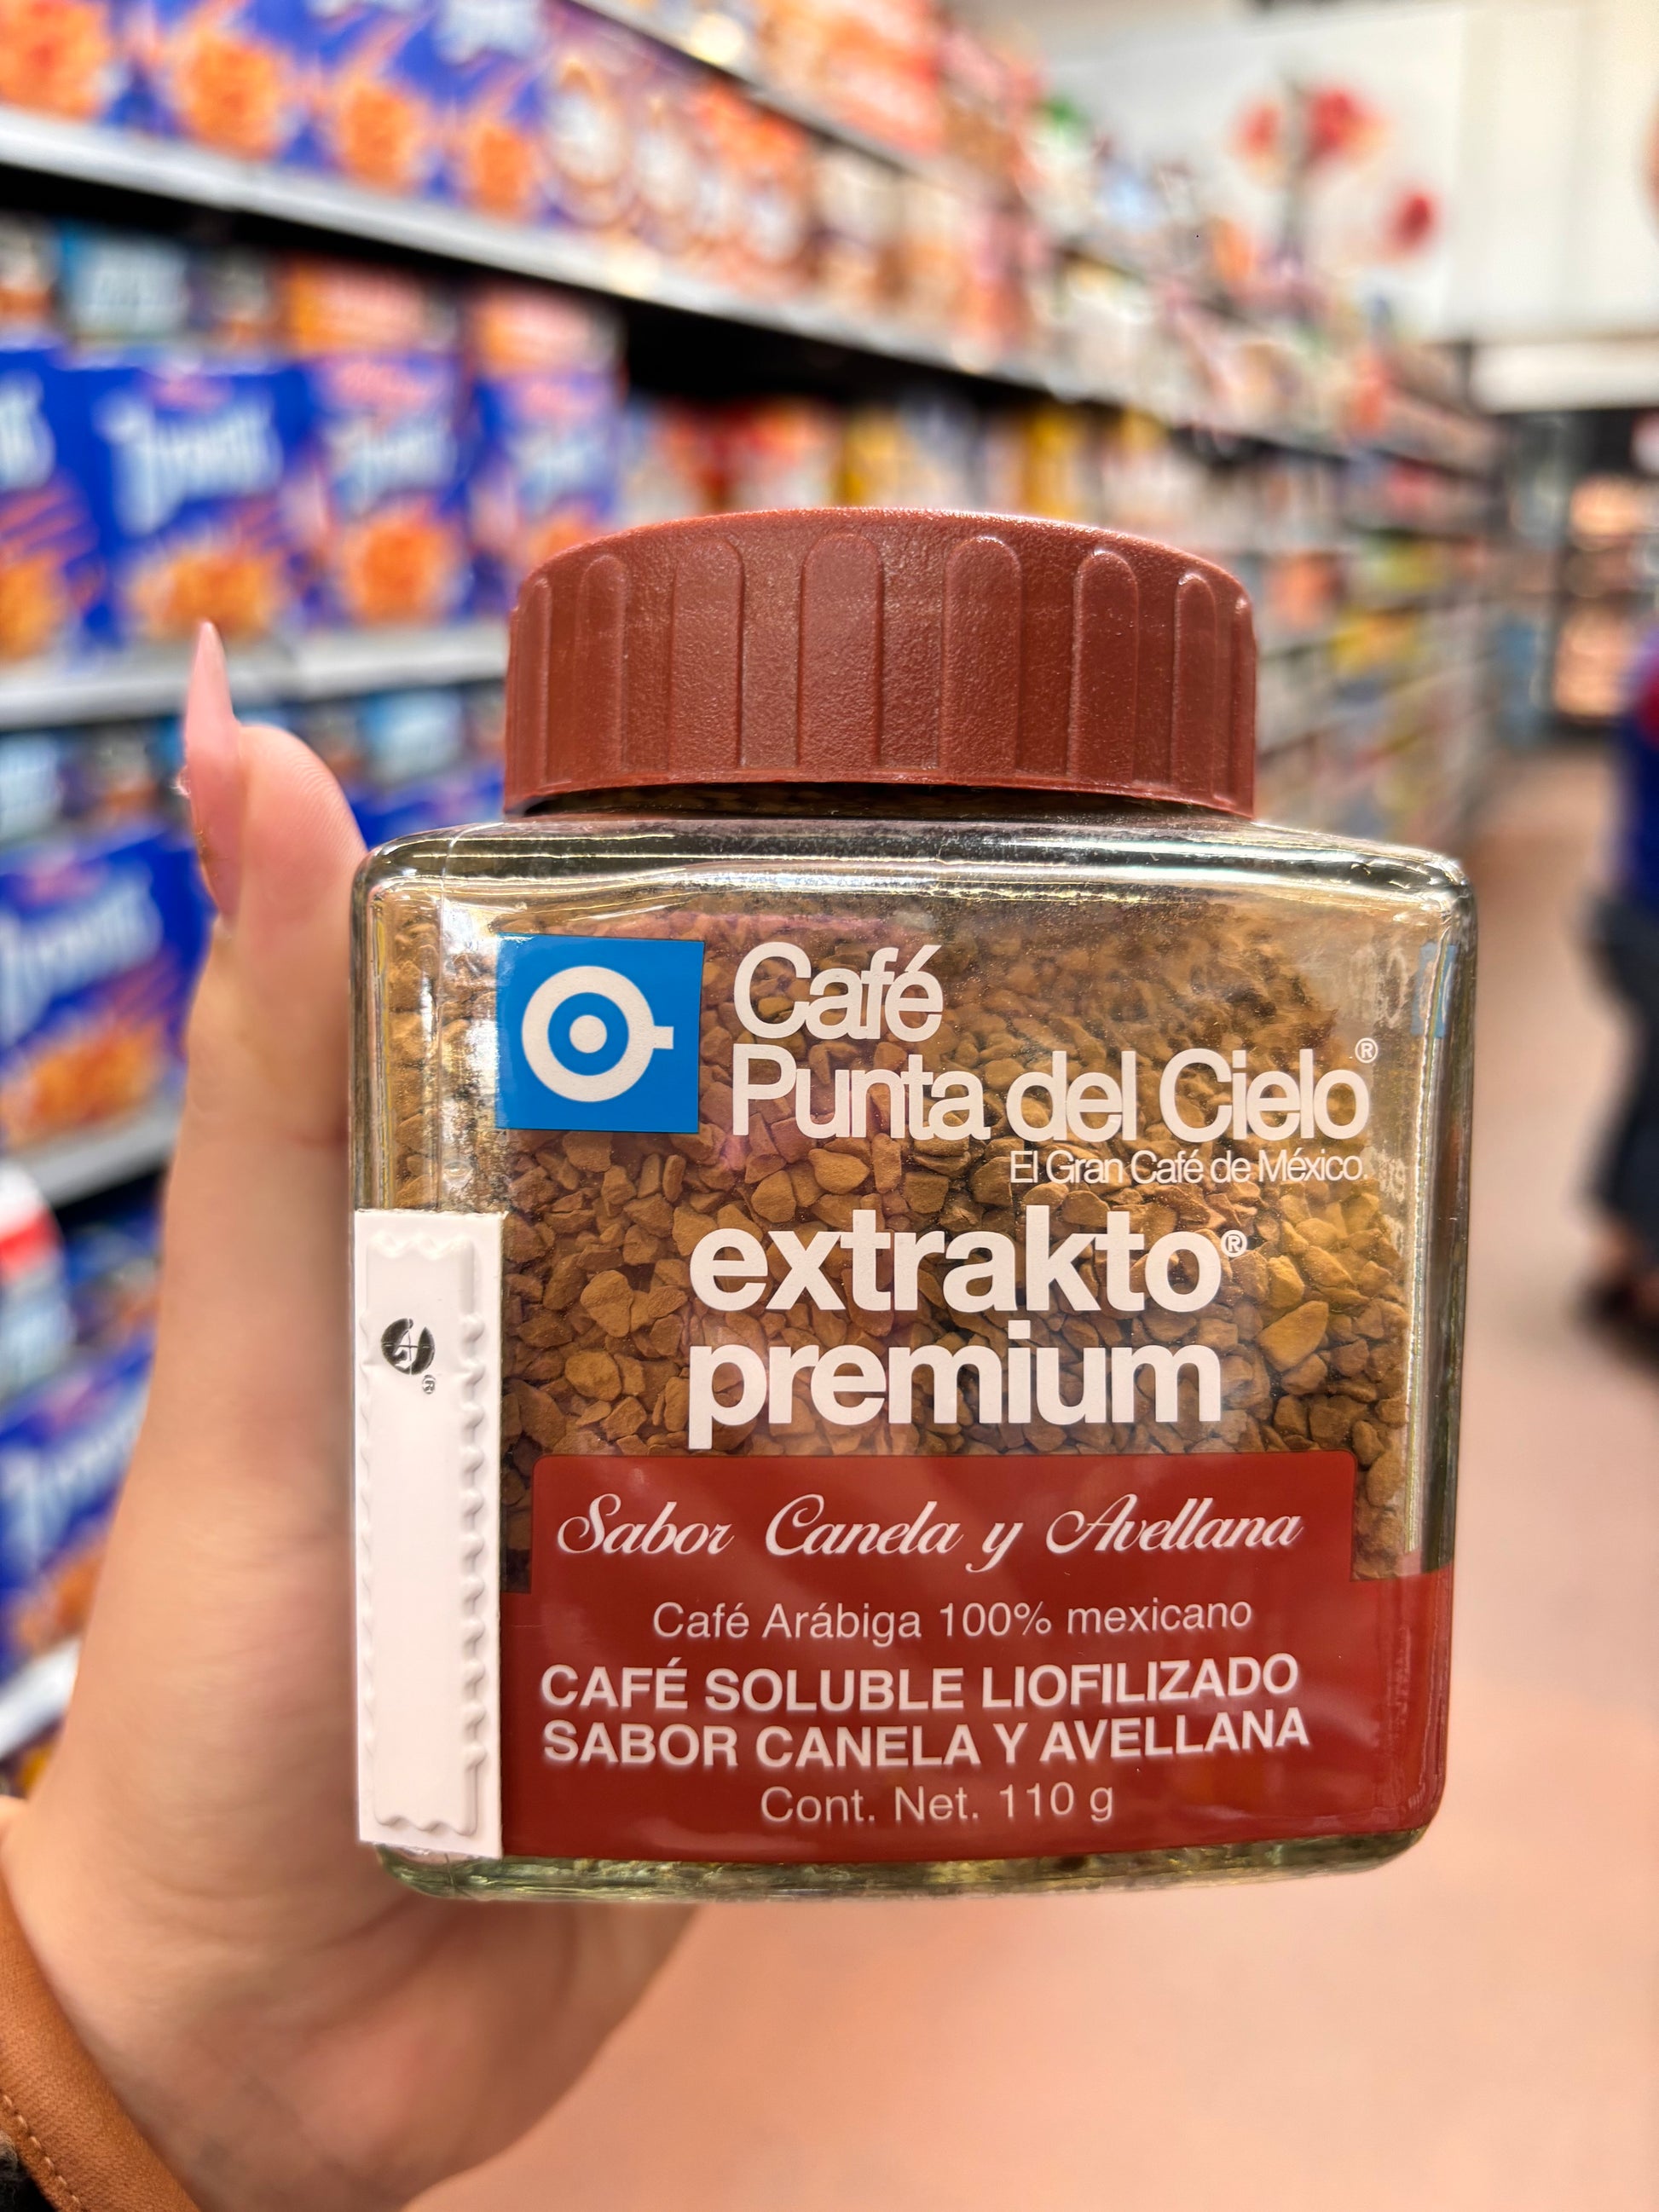 Café
Punta del Cielo®
El Gran Café de México
extrakto®
premium
Sabor Canela y Avellana
Café Arábiga 100% mexicano
CAFÉ SOLUBLE LIOFILIZADO
SABOR CANELA Y AVELLANA
Cont. Net. 110 g